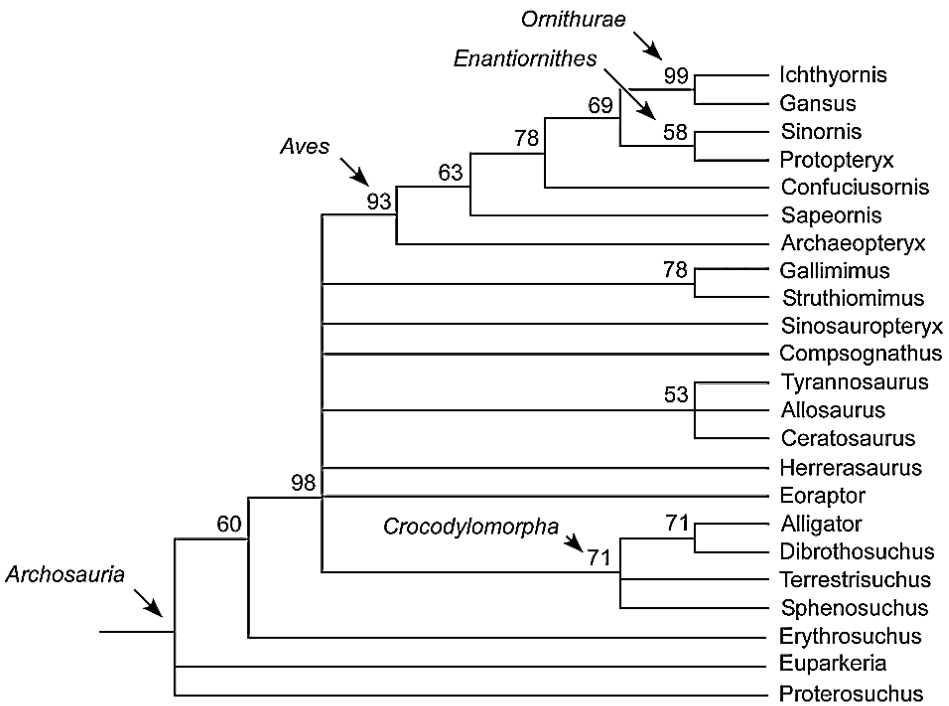 Ornithurae
Enantiornithes
99
Ichthyornis
Gansus
69
58
Sinornis
Protopteryx
Aves
78
Confuciusornis
63
Sapeornis
93
Archaeopteryx
78
Gallimimus
Struthiomimus
Sinosauropteryx
Compsognathus
53
Tyrannosaurus
Allosaurus
Ceratosaurus
Herrerasaurus
98
Eoraptor
60
Crocodylomorpha
71
71
Alligator
Dibrothosuchus
Archosauria
Terrestrisuchus
Sphenosuchus
Erythrosuchus
Euparkeria
Proterosuchus